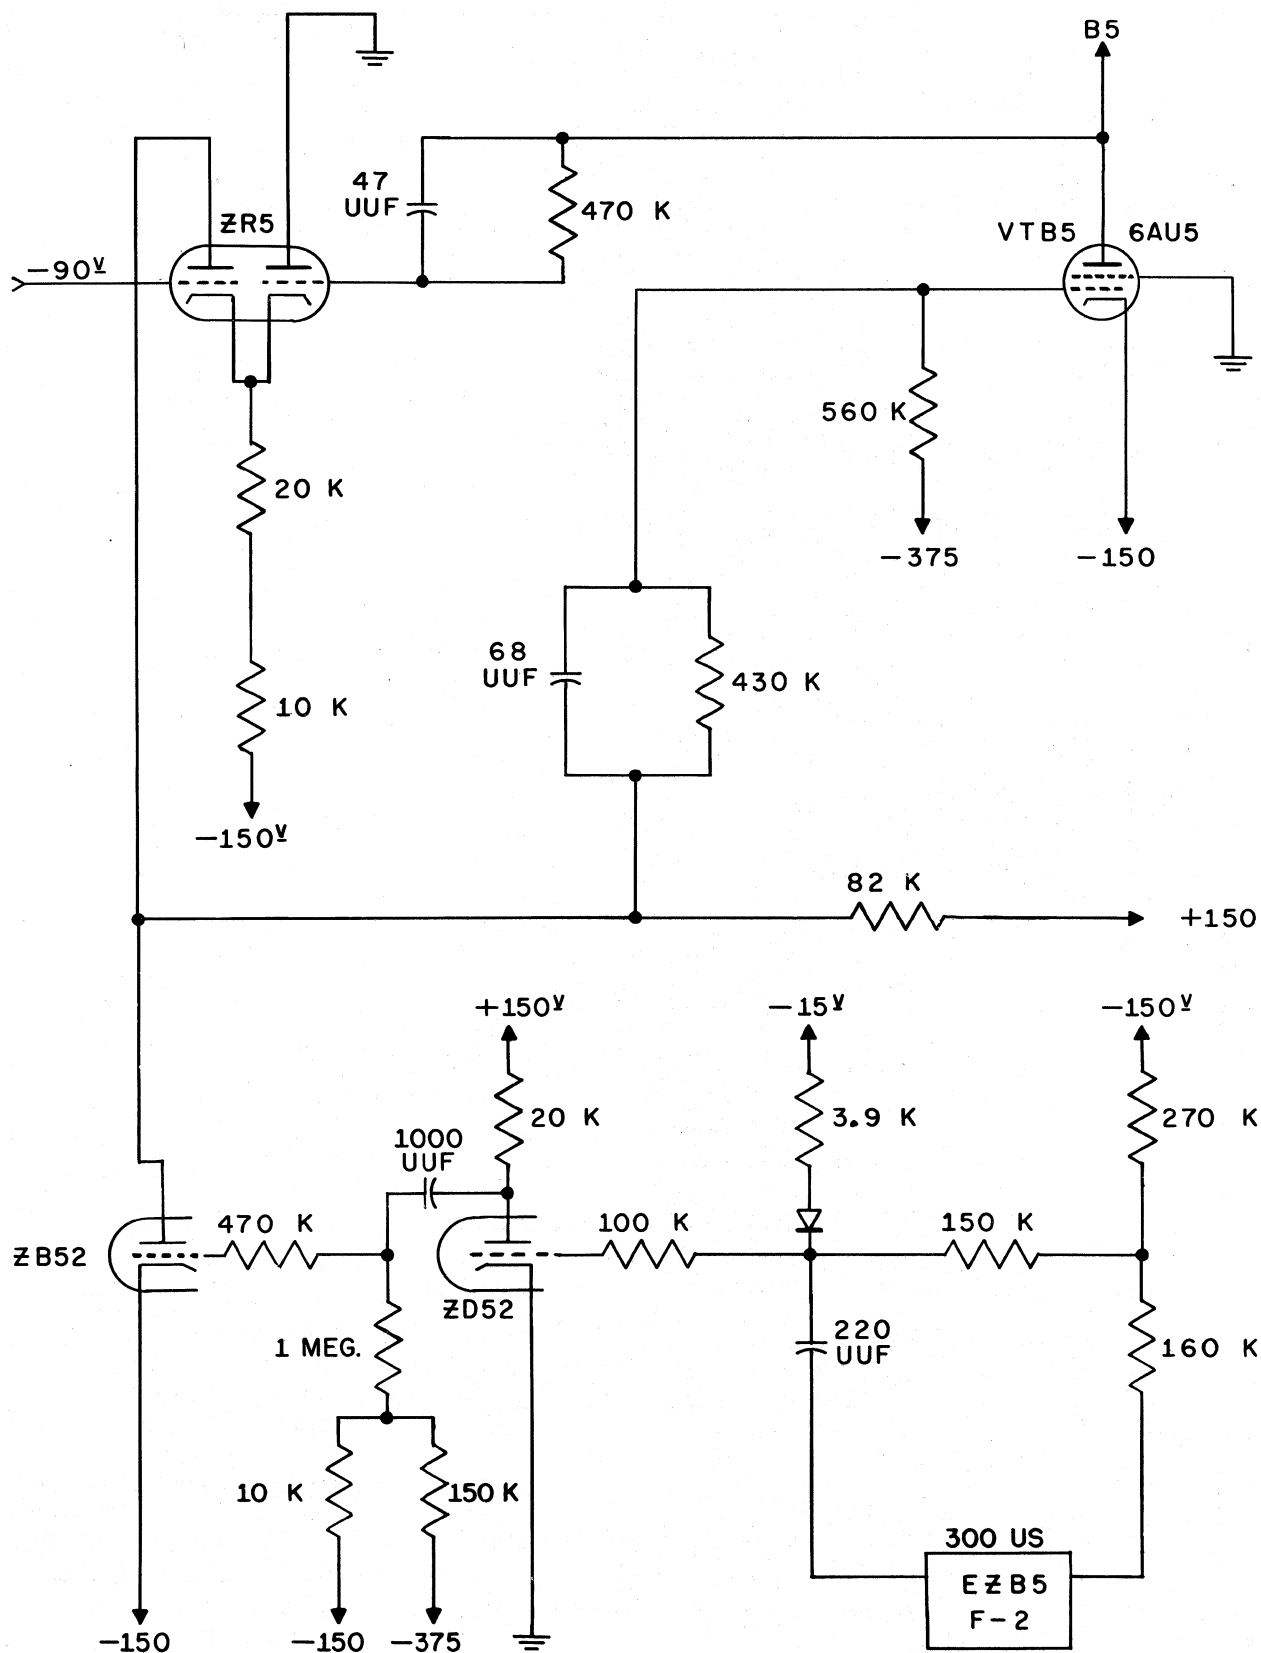 B5
47
UUF
470 K
ƵR5
VTB5 6AU5
-90V
560 K
20 K
-375
-150
68
UUF
430 K
10 K
-150V
82 K
+150
+150V
-15V
-150V
20 K
3.9 K
270 K
1000
UUF
470 K
100 K
150 K
ƵB52
ƵD52
220
UUF
1 MEG.
160 K
10 K
150 K
300 US
EƵB5
F-2
-150
-150
-375